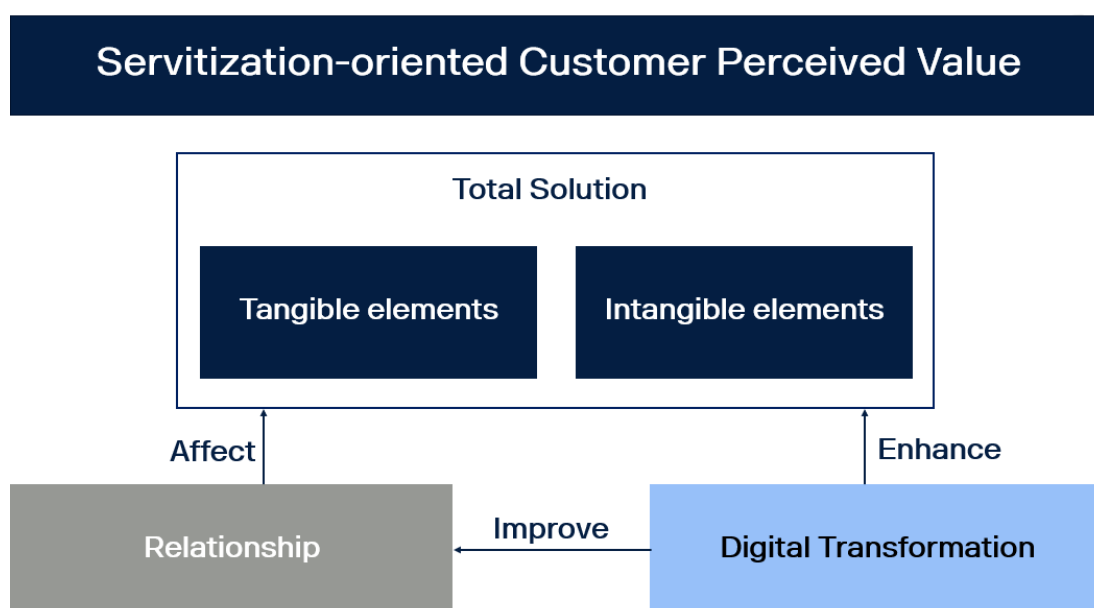 Servitization-oriented Customer Perceived Value
Total Solution
Tangible elements
Intangible elements
Affect
Enhance
Relationship
Improve
Digital Transformation